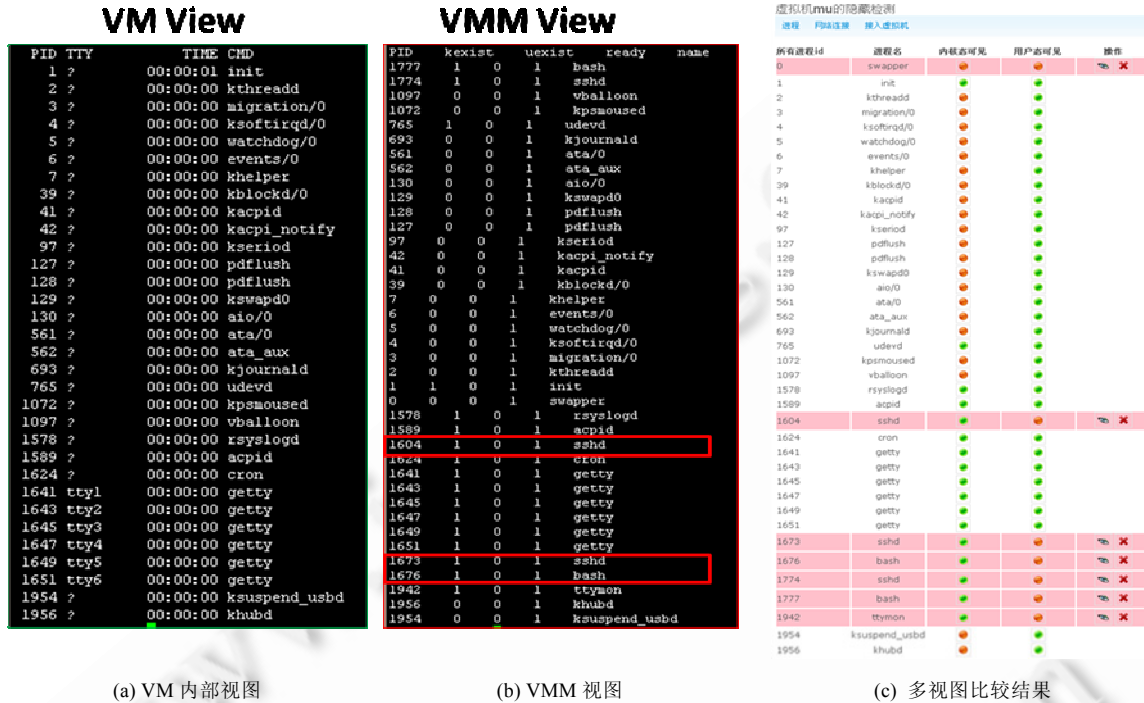 VM View
PID TTY TIME CMD
1 ? 00:00:01 init
2 ? 00:00:00 kthreadd
3 ? 00:00:00 migration/0
4 ? 00:00:00 ksoftirqd/0
5 ? 00:00:00 watchdog/0
6 ? 00:00:00 events/0
7 ? 00:00:00 khelper
39 ? 00:00:00 kblockd/0
41 ? 00:00:00 kacpid
42 ? 00:00:00 kacpi_notify
97 ? 00:00:00 kseriod
127 ? 00:00:00 pdflush
128 ? 00:00:00 pdflush
129 ? 00:00:00 kswapd0
130 ? 00:00:00 aio/0
561 ? 00:00:00 ata/0
562 ? 00:00:00 ata_aux
693 ? 00:00:00 kjournald
765 ? 00:00:00 udevd
1072 ? 00:00:00 kpsmoused
1097 ? 00:00:00 vballoon
1578 ? 00:00:00 rsyslogd
1589 ? 00:00:00 acpid
1624 ? 00:00:00 cron
1641 tty1 00:00:00 getty
1643 tty2 00:00:00 getty
1645 tty3 00:00:00 getty
1647 tty4 00:00:00 getty
1649 tty5 00:00:00 getty
1651 tty6 00:00:00 getty
1954 ? 00:00:00 ksuspend_usbd
1956 ? 00:00:00 khubd
(a) VM 内部视图
VMM View
PID kexist uexist ready name
1777 1 0 1 bash
1774 1 0 1 sshd
1097 0 0 1 vballoon
1072 0 0 1 kpsmoused
765 1 0 1 udevd
693 0 0 1 kjournald
561 0 0 1 ata/0
562 0 0 1 ata_aux
130 0 0 1 aio/0
129 0 0 1 kswapd0
128 0 0 1 pdflush
127 0 0 1 pdflush
97 0 0 1 kseriod
42 0 0 1 kacpi_notify
41 0 0 1 kacpid
39 0 0 1 kblockd/0
7 0 0 1 khelper
6 0 0 1 events/0
5 0 0 1 watchdog/0
4 0 0 1 ksoftirqd/0
3 0 0 1 migration/0
2 0 0 1 kthreadd
1 1 0 1 init
0 0 0 1 swapper
1578 1 0 1 rsyslogd
1589 1 0 1 acpid
1604 1 0 1 sshd
1624 1 0 1 cron
1641 1 0 1 getty
1643 1 0 1 getty
1645 1 0 1 getty
1647 1 0 1 getty
1649 1 0 1 getty
1651 1 0 1 getty
1673 1 0 1 sshd
1676 1 0 1 bash
1942 1 0 1 ttymon
1956 0 0 1 khubd
1954 0 0 1 ksuspend_usbd
(b) VMM 视图
虚拟机mu的隐藏检测
进程 网络连接 接入虚拟机
所有进程id 进程名 内核态可见 用户态可见 操作
0 swapper
1 init
2 kthreadd
3 migration/0
4 ksoftirqd/0
5 watchdog/0
6 events/0
7 khelper
39 kblockd/0
41 kacpid
42 kacpi_notify
97 kseriod
127 pdflush
128 pdflush
129 kswapd0
130 aio/0
561 ata/0
562 ata_aux
693 kjournald
765 udevd
1072 kpsmoused
1097 vballoon
1578 rsyslogd
1589 acpid
1604 sshd
1624 cron
1641 getty
1643 getty
1645 getty
1647 getty
1649 getty
1651 getty
1673 sshd
1676 bash
1774 sshd
1777 bash
1942 ttymon
1954 ksuspend_usbd
1956 khubd
(c) 多视图比较结果